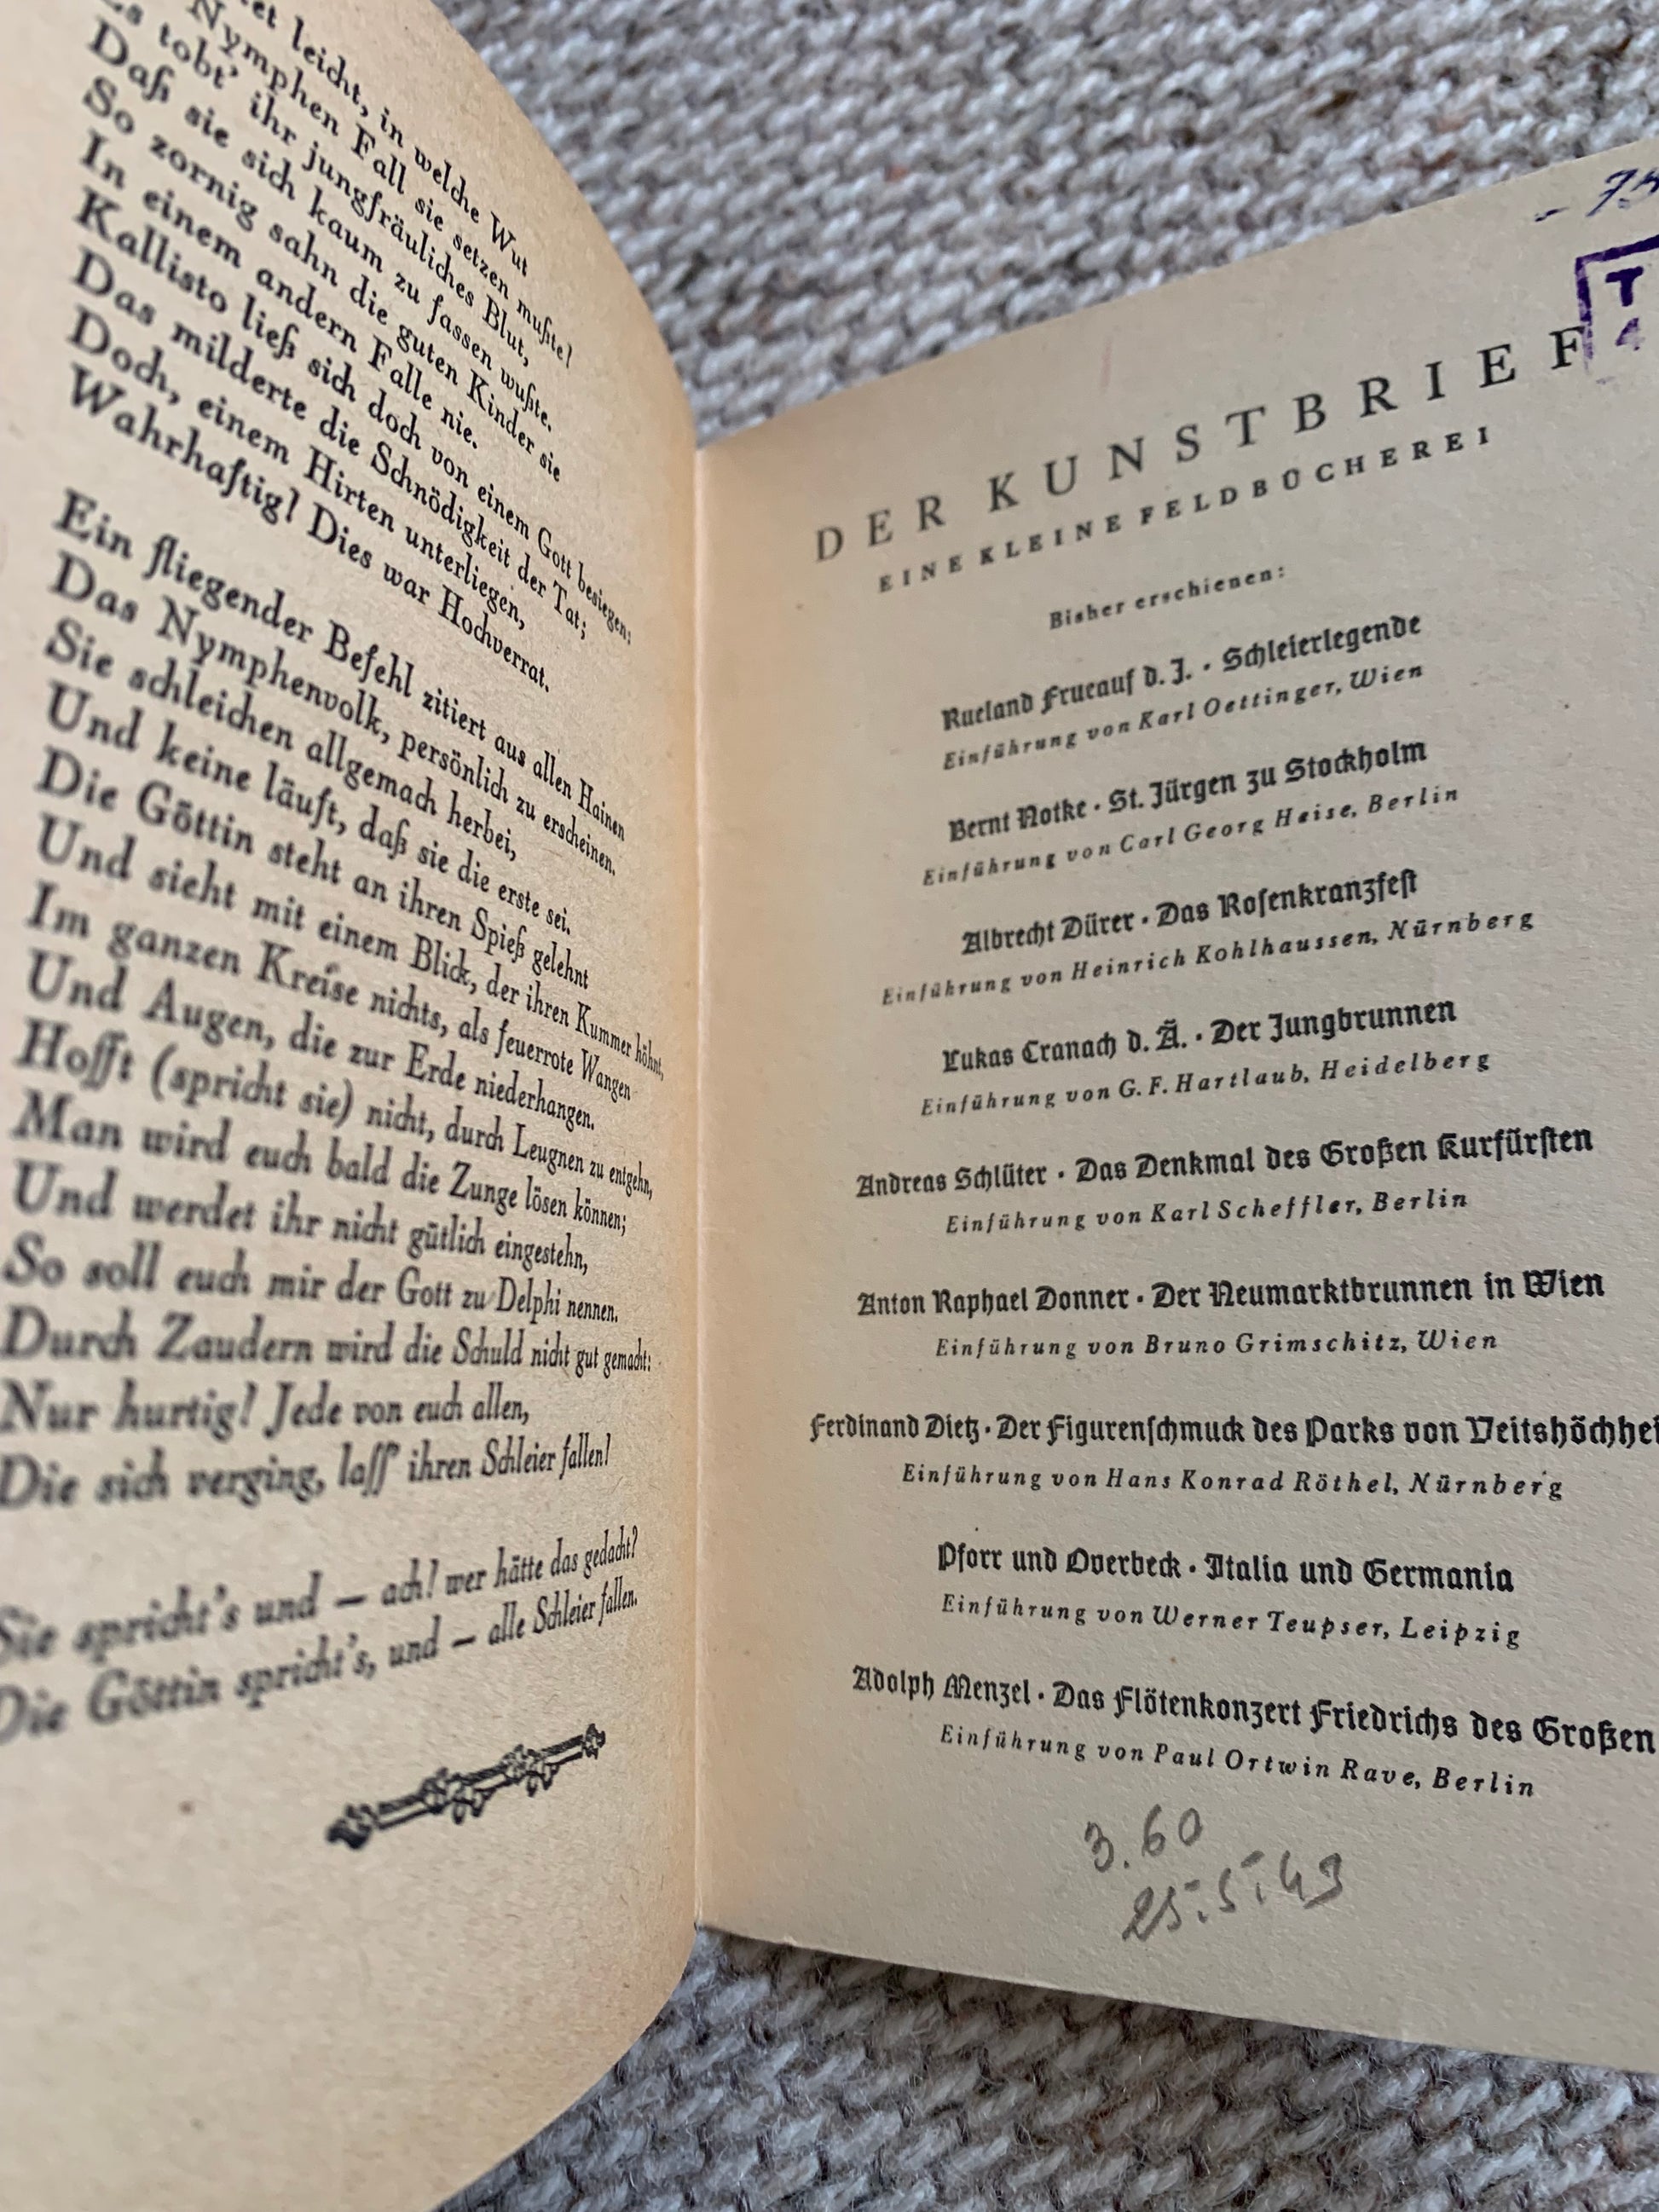 leicht, in welche Wut
Nymphen Fall sie setzen mußte!
Es tobt' ihr jungfräuliches Blut,
Daß sie sich kaum zu fassen wußte.
So zornig sahn die guten Kinder sie
In einem andern Falle nie.
Kallisto ließ sich doch von einem Gott besiegen:
Das milderte die Schnödigkeit der Tat;
Doch, einem Hirten unterliegen,
Wahrhaftig! Dies war Hochverrat.
Ein fliegender Befehl zitiert aus allen Hainen
Das Nymphenvolk, persönlich zu erscheinen.
Sie schleichen allgemach herbei,
Und keine läuft, daß sie die erste sei.
Die Göttin steht an ihren Spieß gelehnt
Und sieht mit einem Blick, der ihren Kummer höhnt,
Im ganzen Kreise nichts, als feuerrote Wangen
Und Augen, die zur Erde niederhangen.
Hofft (spricht sie) nicht, durch Leugnen zu entgehn,
Man wird euch bald die Zunge lösen können;
Und werdet ihr nicht gütlich eingestehn,
So soll euch mir der Gott zu Delphi nennen.
Durch Zaudern wird die Schuld nicht gut gemacht:
Nur hurtig! Jede von euch allen,
Die sich verging, lass' ihren Schleier fallen!
Sie spricht's und — ach! wer hätte das gedacht?
Die Göttin spricht's, und — alle Schleier fallen.
T
4
DER KUNSTBRIEF
EINE KLEINE FELDBÜCHEREI
Bisher erschienen:
Rueland Frueauf d. J. · Schleierlegende
Einführung von Karl Oettinger, Wien
Bernt Notke · St. Jürgen zu Stockholm
Einführung von Carl Georg Heise, Berlin
Albrecht Dürer · Das Rosenkranzfest
Einführung von Heinrich Kohlhaussen, Nürnberg
Lukas Cranach d. Ä. · Der Jungbrunnen
Einführung von G. F. Hartlaub, Heidelberg
Andreas Schlüter · Das Denkmal des Großen Kurfürsten
Einführung von Karl Scheffler, Berlin
Anton Raphael Donner · Der Neumarktbrunnen in Wien
Einführung von Bruno Grimschitz, Wien
Ferdinand Dietz · Der Figurenschmuck des Parks von Veitshöchhei
Einführung von Hans Konrad Röthel, Nürnberg
Pforr und Overbeck · Italia und Germania
Einführung von Werner Teupser, Leipzig
Adolph Menzel · Das Flötenkonzert Friedrichs des Großen
Einführung von Paul Ortwin Rave, Berlin
3.60
25.5.43